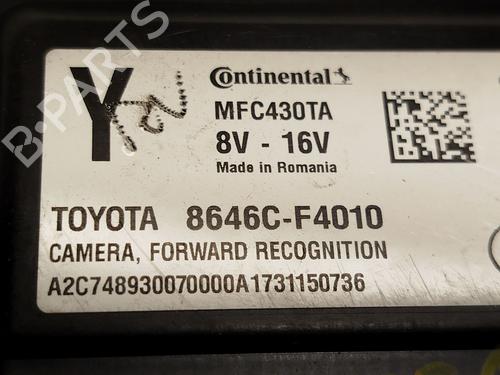 Y
Continental
MFC430TA
8V - 16V
Made in Romania
TOYOTA 8646C-F4010
CAMERA, FORWARD RECOGNITION
A2C748930070000A1731150736
B-PARTS